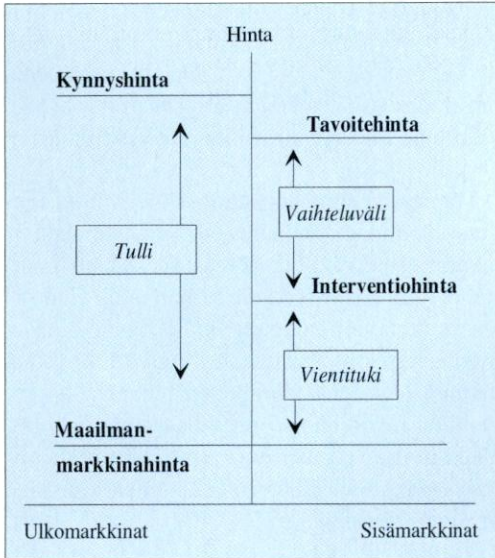 Hinta
Kynnyshinta
Tavoitehinta
Vaihteluväli
Tulli
Interventiohinta
Vientituki
Maailman-
markkinahinta
Ulkomarkkinat
Sisämarkkinat